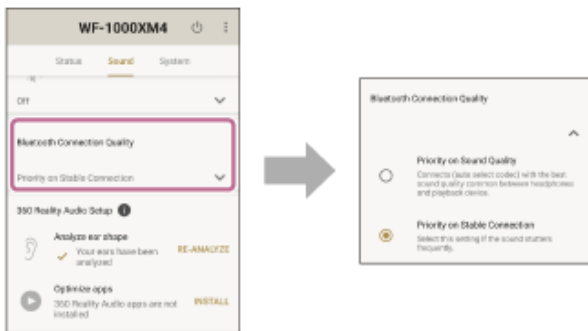 WF-1000XM4
Status Sound System
Off
Bluetooth Connection Quality
Priority on Stable Connection
360 Reality Audio Setup
Analyze ear shape
Your ears have been
analyzed
RE-ANALYZE
Optimize apps
360 Reality Audio apps are not
installed
INSTALL
Bluetooth Connection Quality
Priority on Sound Quality
Connects (auto select codec) with the best
sound quality common between headphones
and playback device.
Priority on Stable Connection
Select this setting if the sound stutters
frequently.